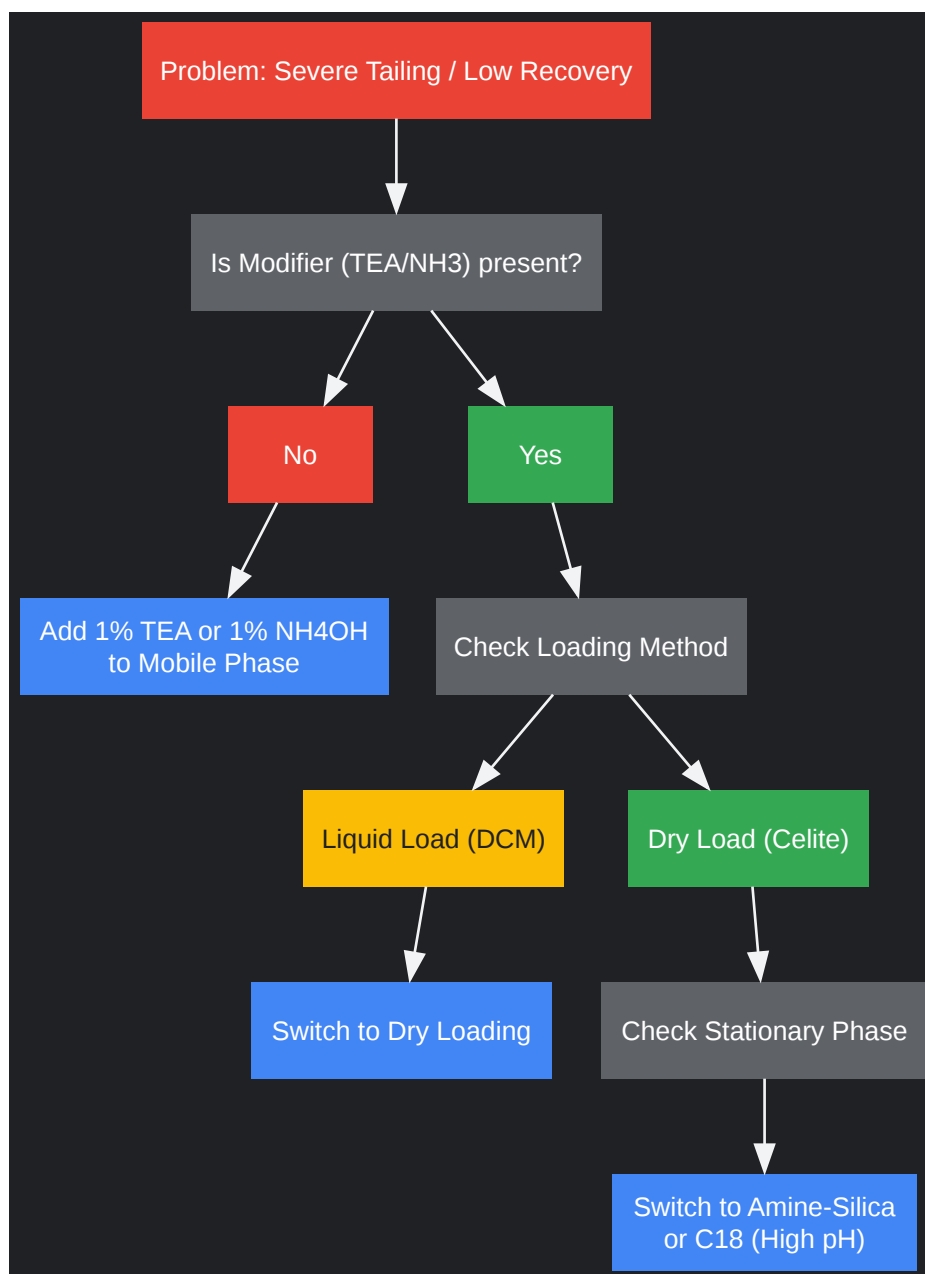 Problem: Severe Tailing / Low Recovery
Is Modifier (TEA/NH3) present?
No
Yes
Add 1% TEA or 1% NH4OH
to Mobile Phase
Check Loading Method
Liquid Load (DCM)
Dry Load (Celite)
Switch to Dry Loading
Check Stationary Phase
Switch to Amine-Silica
or C18 (High pH)